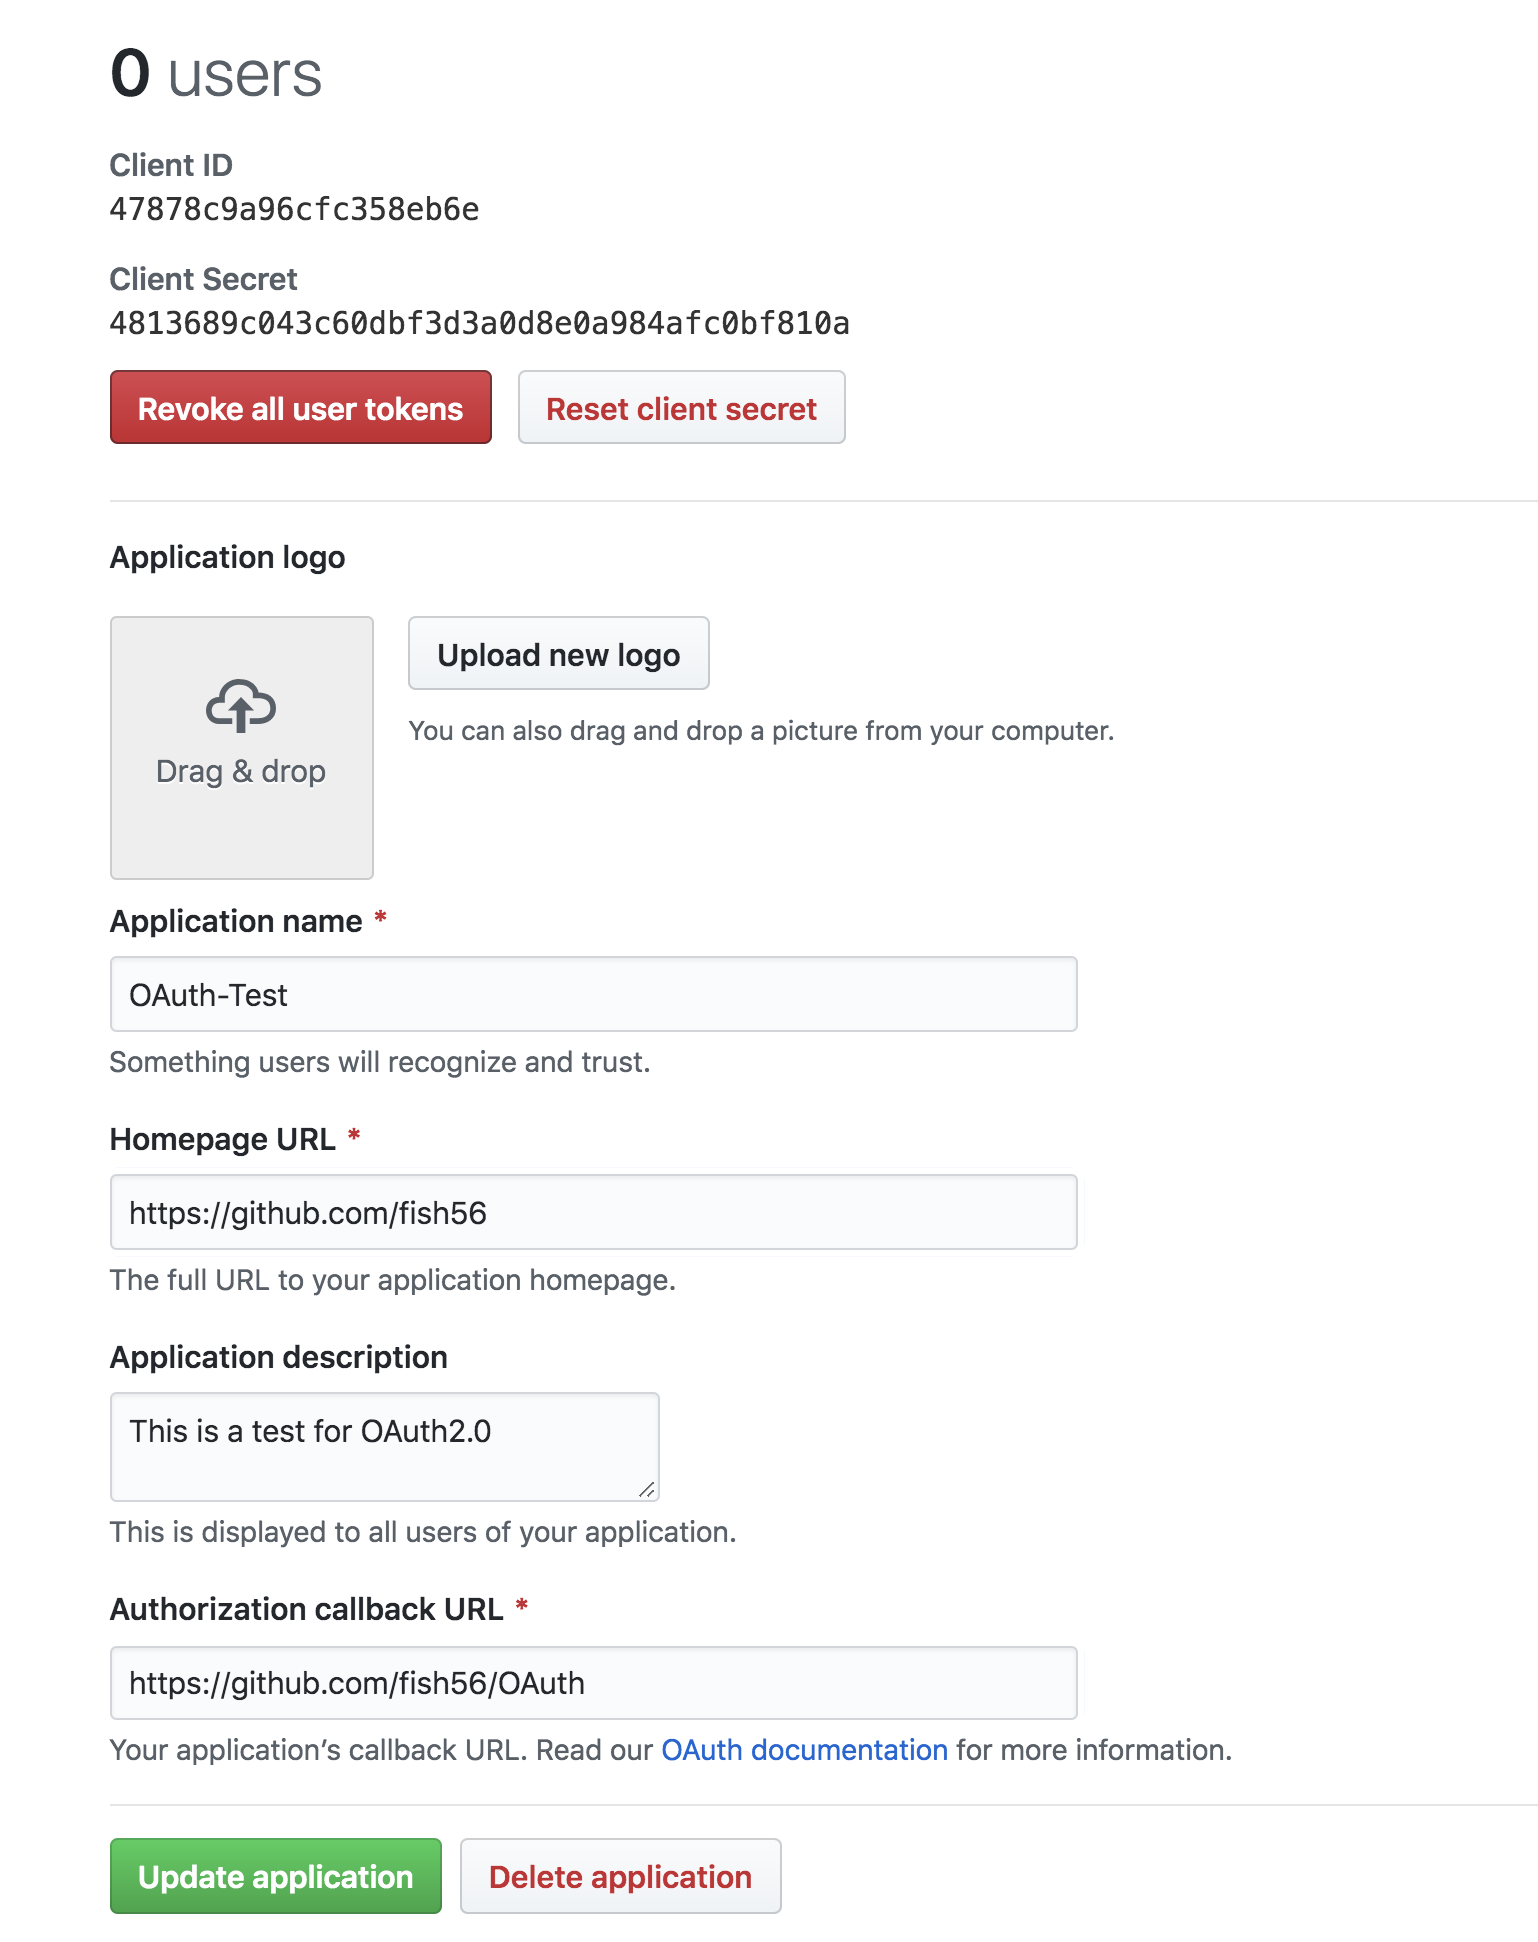 0 users
Client ID
47878c9a96cfc358eb6e
Client Secret
4813689c043c60dbf3d3a0d8e0a984afc0bf810a
Revoke all user tokens
Reset client secret
Application logo
Upload new logo
You can also drag and drop a picture from your computer.
Drag & drop
Application name *
OAuth-Test
Something users will recognize and trust.
Homepage URL *
https://github.com/fish56
The full URL to your application homepage.
Application description
This is a test for OAuth2.0
This is displayed to all users of your application.
Authorization callback URL *
https://github.com/fish56/OAuth
Your application’s callback URL. Read our OAuth documentation for more information.
Update application
Delete application